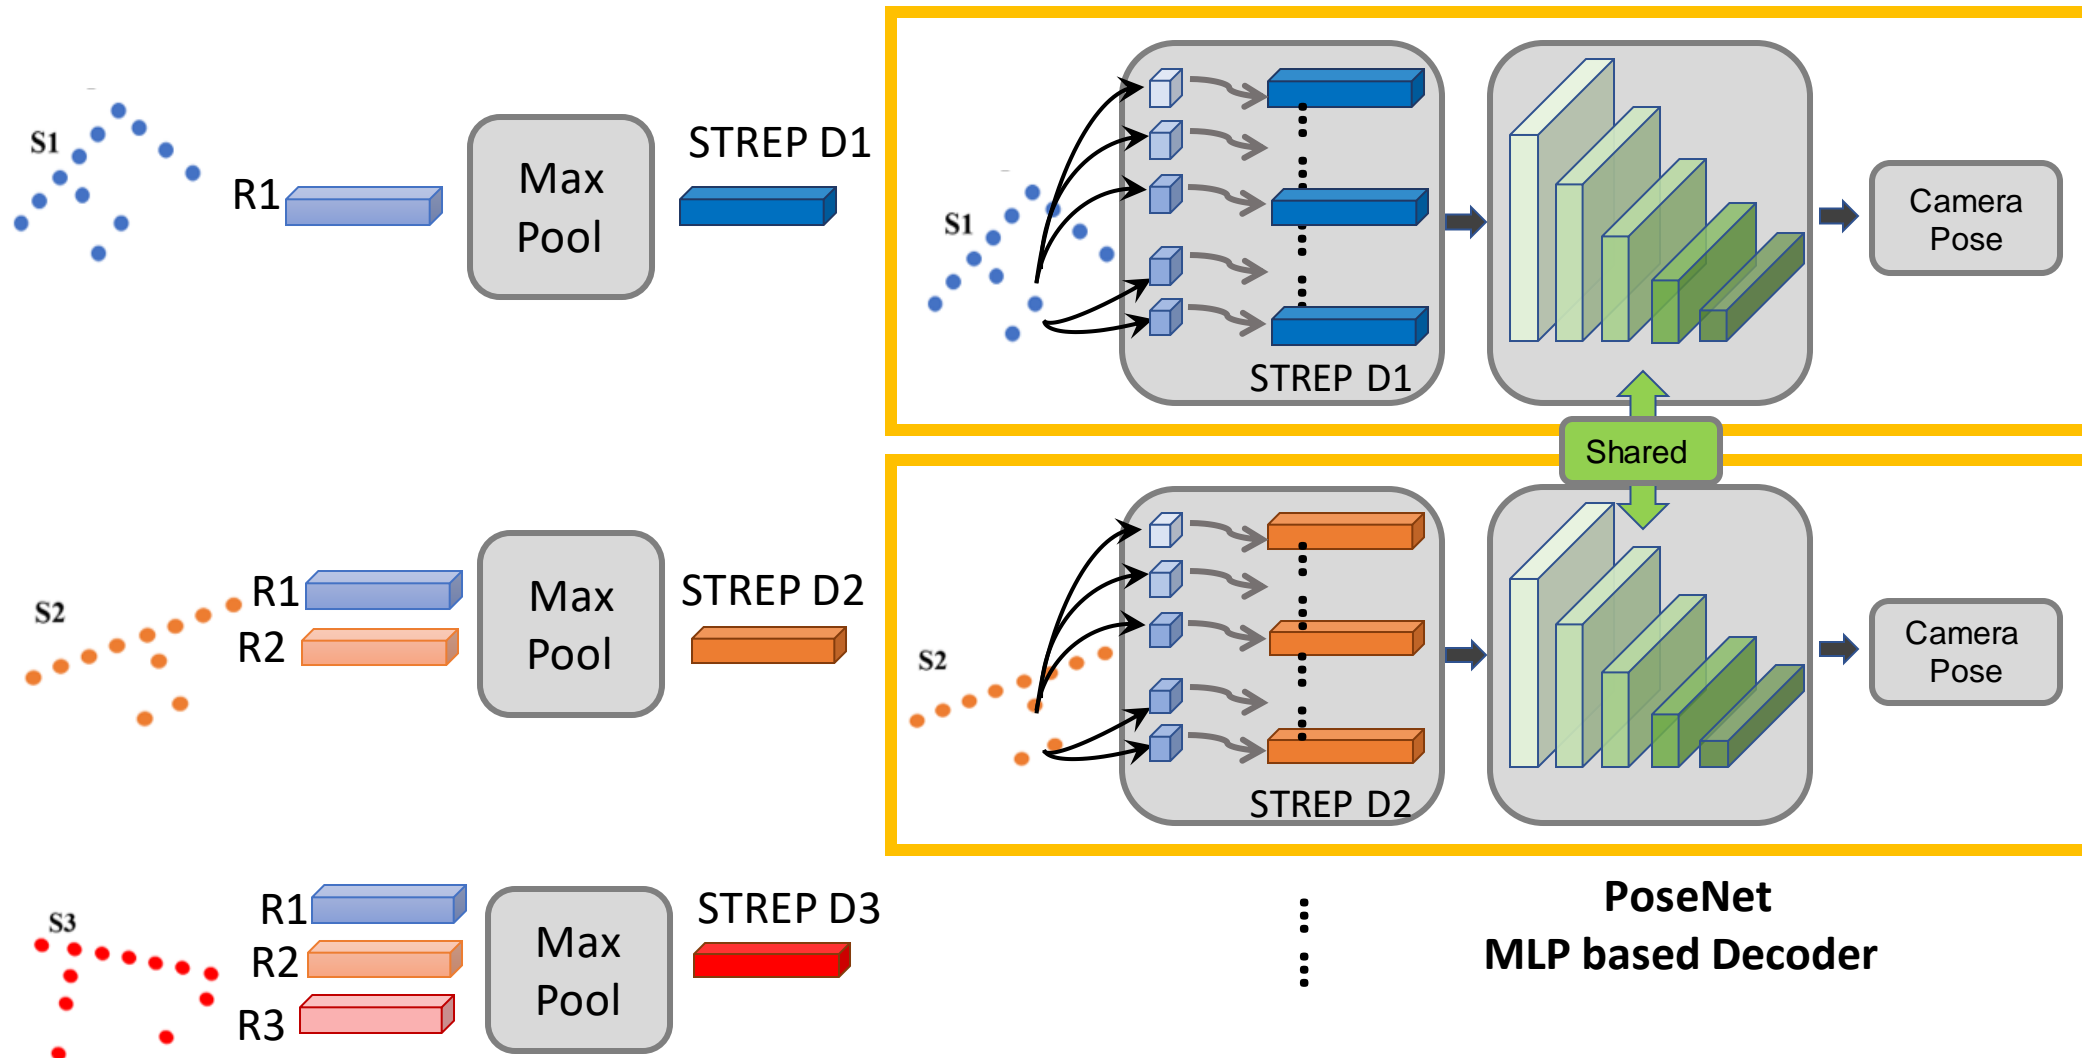 S1
R1
Max
Pool
STREP D1
S1
STREP D1
Camera
Pose
Shared
S2
R1
R2
Max
Pool
STREP D2
S2
STREP D2
Camera
Pose
S3
R1
R2
R3
Max
Pool
STREP D3
PoseNet
MLP based Decoder